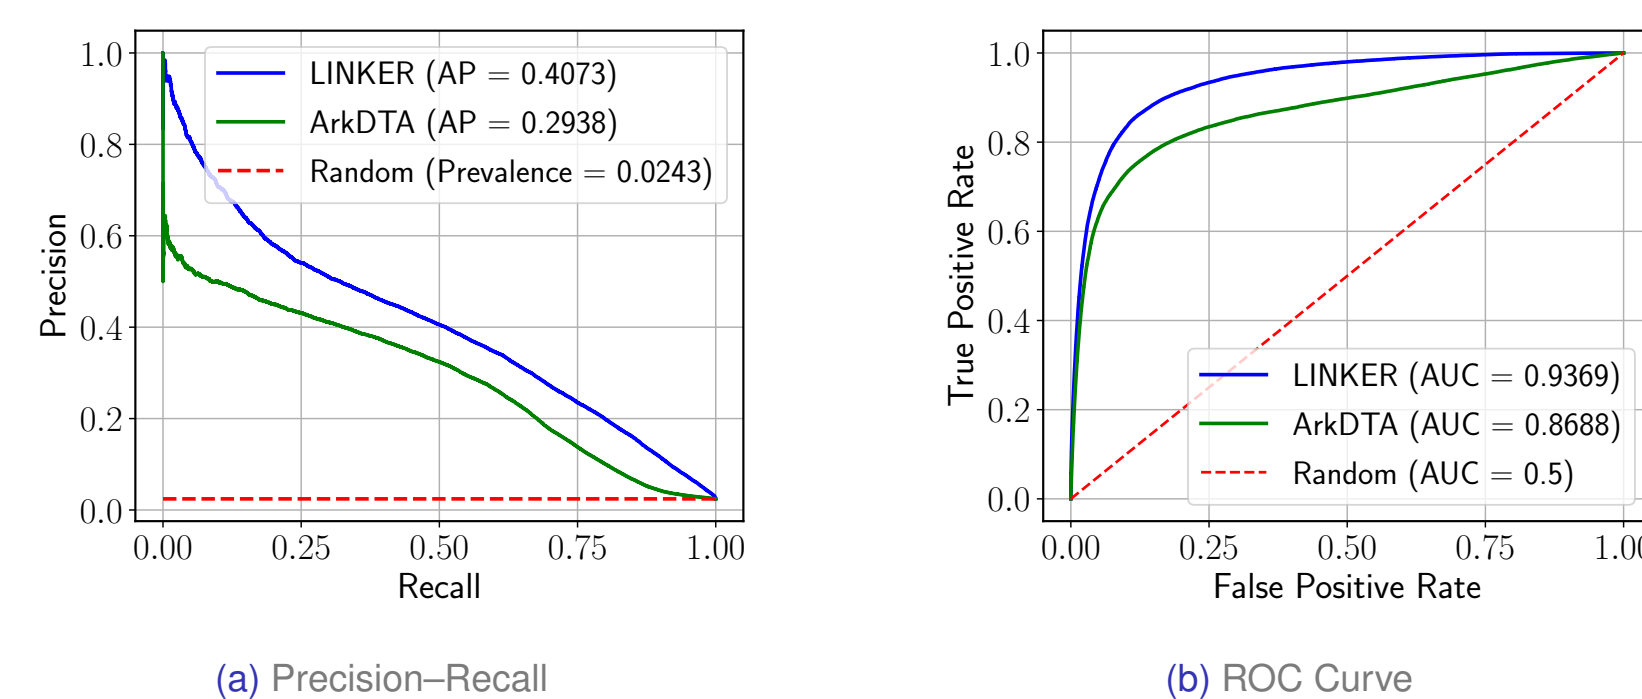 1.0
0.8
0.6
0.4
0.2
0.0
Precision
LINKER (AP = 0.4073)
ArkDTA (AP = 0.2938)
Random (Prevalence = 0.0243)
0.00 0.25 0.50 0.75 1.00
Recall
(a) Precision–Recall
1.0
0.8
0.6
0.4
0.2
0.0
True Positive Rate
LINKER (AUC = 0.9369)
ArkDTA (AUC = 0.8688)
Random (AUC = 0.5)
0.00 0.25 0.50 0.75 1.00
False Positive Rate
(b) ROC Curve